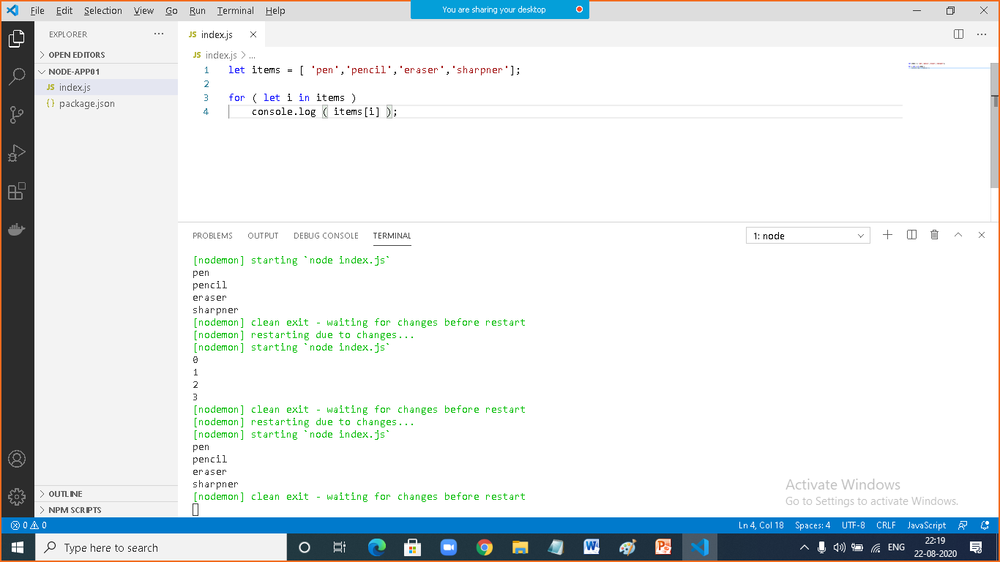 File Edit Selection View Go Run Terminal Help
You are sharing your desktop
EXPLORER
OPEN EDITORS
NODE-APP01
JS index.js
{} package.json
OUTLINE
NPM SCRIPTS
JS index.js
JS index.js > ...
1 let items = [ 'pen','pencil','eraser','sharpner'];
2
3 for ( let i in items )
4 console.log ( items[i] );
PROBLEMS OUTPUT DEBUG CONSOLE TERMINAL
1: node
[nodemon] starting `node index.js`
pen
pencil
eraser
sharpner
[nodemon] clean exit - waiting for changes before restart
[nodemon] restarting due to changes...
[nodemon] starting `node index.js`
0
1
2
3
[nodemon] clean exit - waiting for changes before restart
[nodemon] restarting due to changes...
[nodemon] starting `node index.js`
pen
pencil
eraser
sharpner
[nodemon] clean exit - waiting for changes before restart
Activate Windows
Go to Settings to activate Windows.
0 0
Ln 4, Col 18 Spaces: 4 UTF-8 CRLF JavaScript
Type here to search
ENG
22:19
22-08-2020